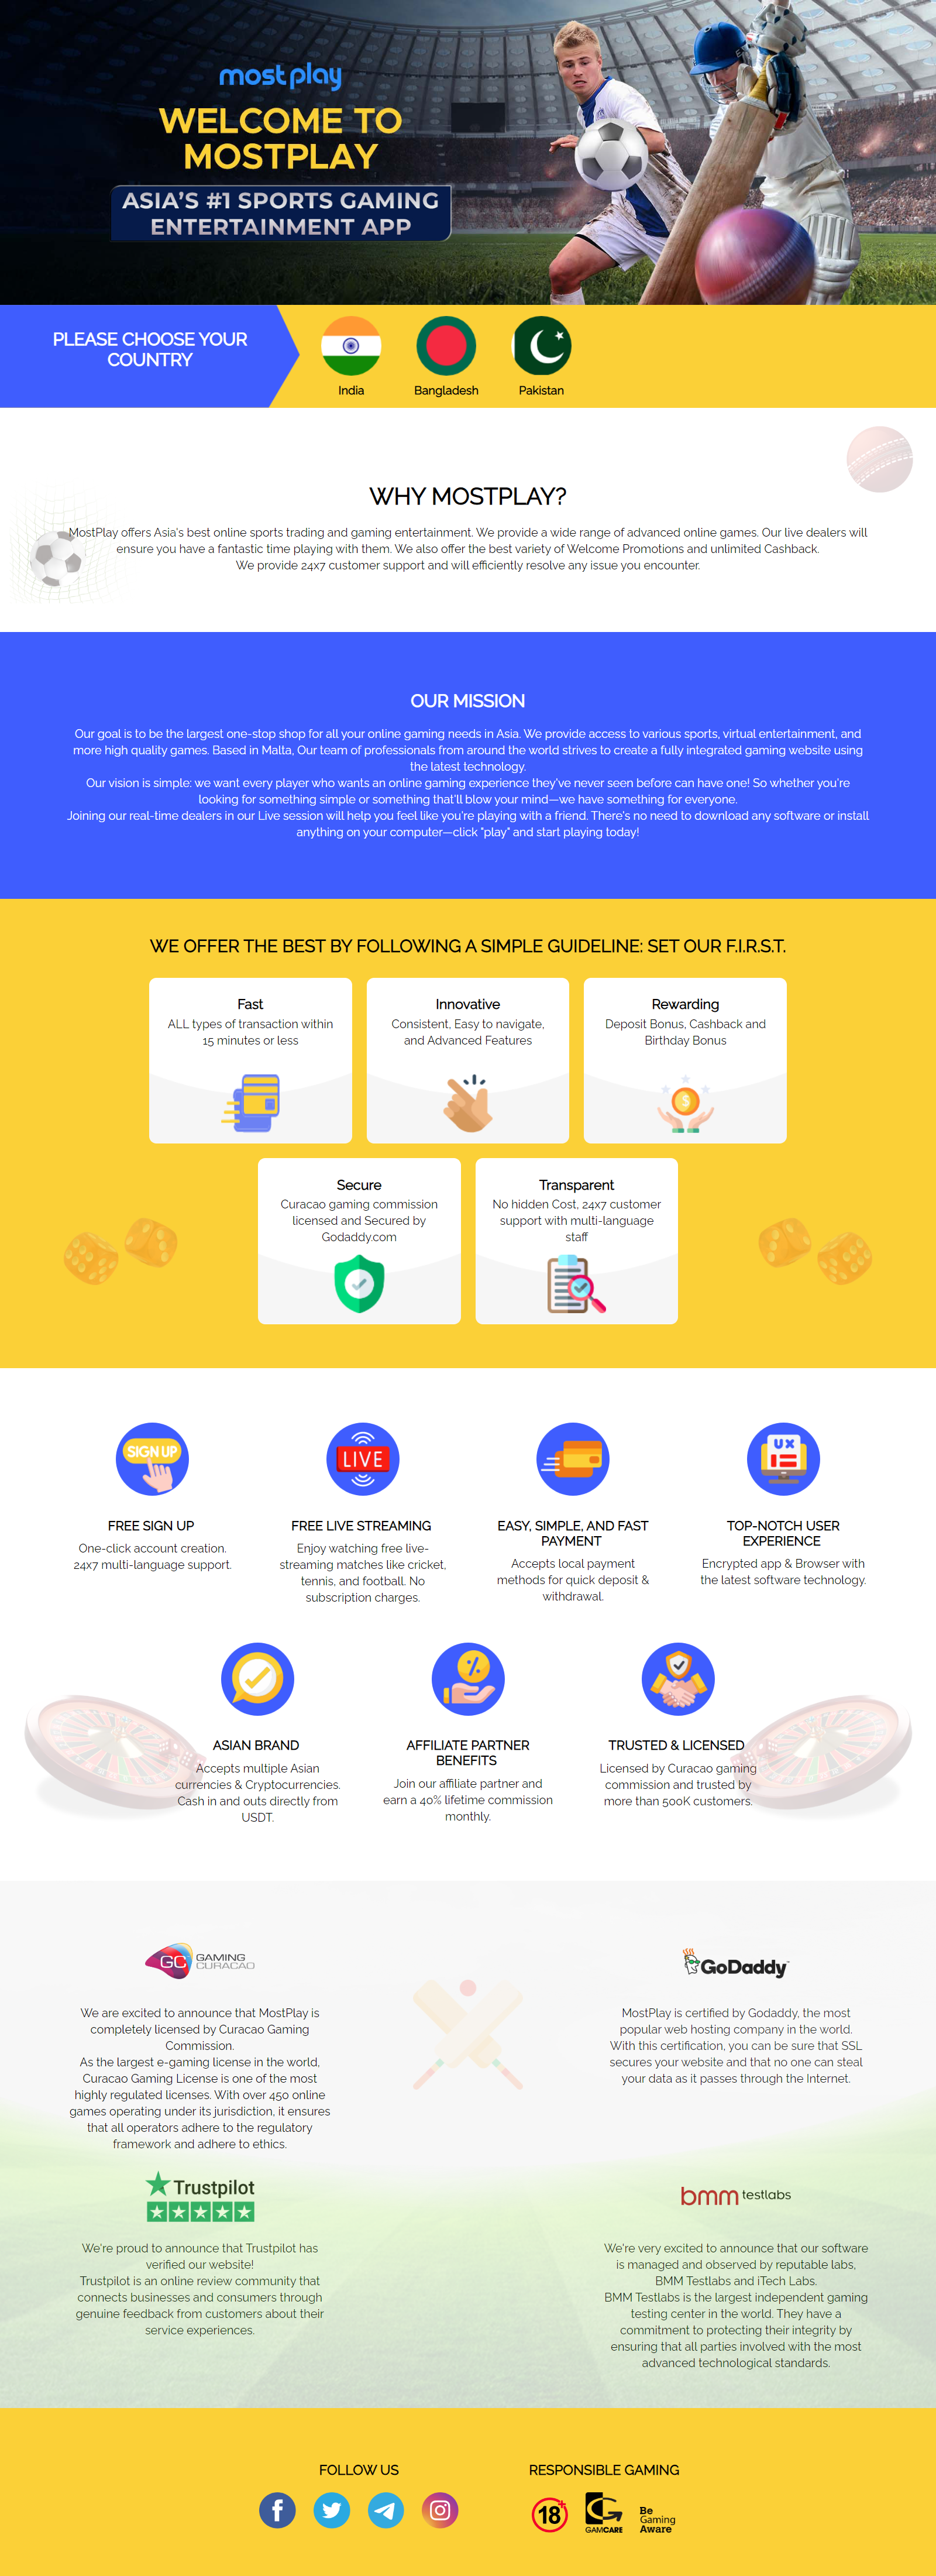 most play
WELCOME TO
MOSTPLAY
ASIA'S #1 SPORTS GAMING
ENTERTAINMENT APP
PLEASE CHOOSE YOUR
COUNTRY
India
Bangladesh
Pakistan
WHY MOSTPLAY?
MostPlay offers Asia's best online sports trading and gaming entertainment. We provide a wide range of advanced online games. Our live dealers will
ensure you have a fantastic time playing with them. We also offer the best variety of Welcome Promotions and unlimited Cashback.
We provide 24x7 customer support and will efficiently resolve any issue you encounter.
OUR MISSION
Our goal is to be the largest one-stop shop for all your online gaming needs in Asia. We provide access to various sports, virtual entertainment, and
more high quality games. Based in Malta, Our team of professionals from around the world strives to create a fully integrated gaming website using
the latest technology.
Our vision is simple: we want every player who wants an online gaming experience they've never seen before can have one! So whether you're
looking for something simple or something that'll blow your mind—we have something for everyone.
Joining our real-time dealers in our Live session will help you feel like you're playing with a friend. There's no need to download any software or install
anything on your computer—click "play" and start playing today!
WE OFFER THE BEST BY FOLLOWING A SIMPLE GUIDELINE: SET OUR F.I.R.S.T.
Fast
ALL types of transaction within
15 minutes or less
Innovative
Consistent, Easy to navigate,
and Advanced Features
Rewarding
Deposit Bonus, Cashback and
Birthday Bonus
Secure
Curacao gaming commission
licensed and Secured by
Godaddy.com
Transparent
No hidden Cost, 24x7 customer
support with multi-language
staff
SIGN UP
FREE SIGN UP
One-click account creation.
24x7 multi-language support.
LIVE
FREE LIVE STREAMING
Enjoy watching free live-
streaming matches like cricket,
tennis, and football. No
subscription charges.
EASY, SIMPLE, AND FAST
PAYMENT
Accepts local payment
methods for quick deposit &
withdrawal.
UX
TOP-NOTCH USER
EXPERIENCE
Encrypted app & Browser with
the latest software technology.
ASIAN BRAND
Accepts multiple Asian
currencies & Cryptocurrencies.
Cash in and outs directly from
USDT.
%
AFFILIATE PARTNER
BENEFITS
Join our affiliate partner and
earn a 40% lifetime commission
monthly.
TRUSTED & LICENSED
Licensed by Curacao gaming
commission and trusted by
more than 500K customers.
GC GAMING
CURACAO
We are excited to announce that MostPlay is
completely licensed by Curacao Gaming
Commission.
As the largest e-gaming license in the world,
Curacao Gaming License is one of the most
highly regulated licenses. With over 450 online
games operating under its jurisdiction, it ensures
that all operators adhere to the regulatory
framework and adhere to ethics.
GoDaddy
MostPlay is certified by Godaddy, the most
popular web hosting company in the world.
With this certification, you can be sure that SSL
secures your website and that no one can steal
your data as it passes through the Internet.
Trustpilot
We're proud to announce that Trustpilot has
verified our website!
Trustpilot is an online review community that
connects businesses and consumers through
genuine feedback from customers about their
service experiences.
bmm testlabs
We're very excited to announce that our software
is managed and observed by reputable labs,
BMM Testlabs and iTech Labs.
BMM Testlabs is the largest independent gaming
testing center in the world. They have a
commitment to protecting their integrity by
ensuring that all parties involved with the most
advanced technological standards.
FOLLOW US
RESPONSIBLE GAMING
18+
GAMCARE
Be
Gaming
Aware